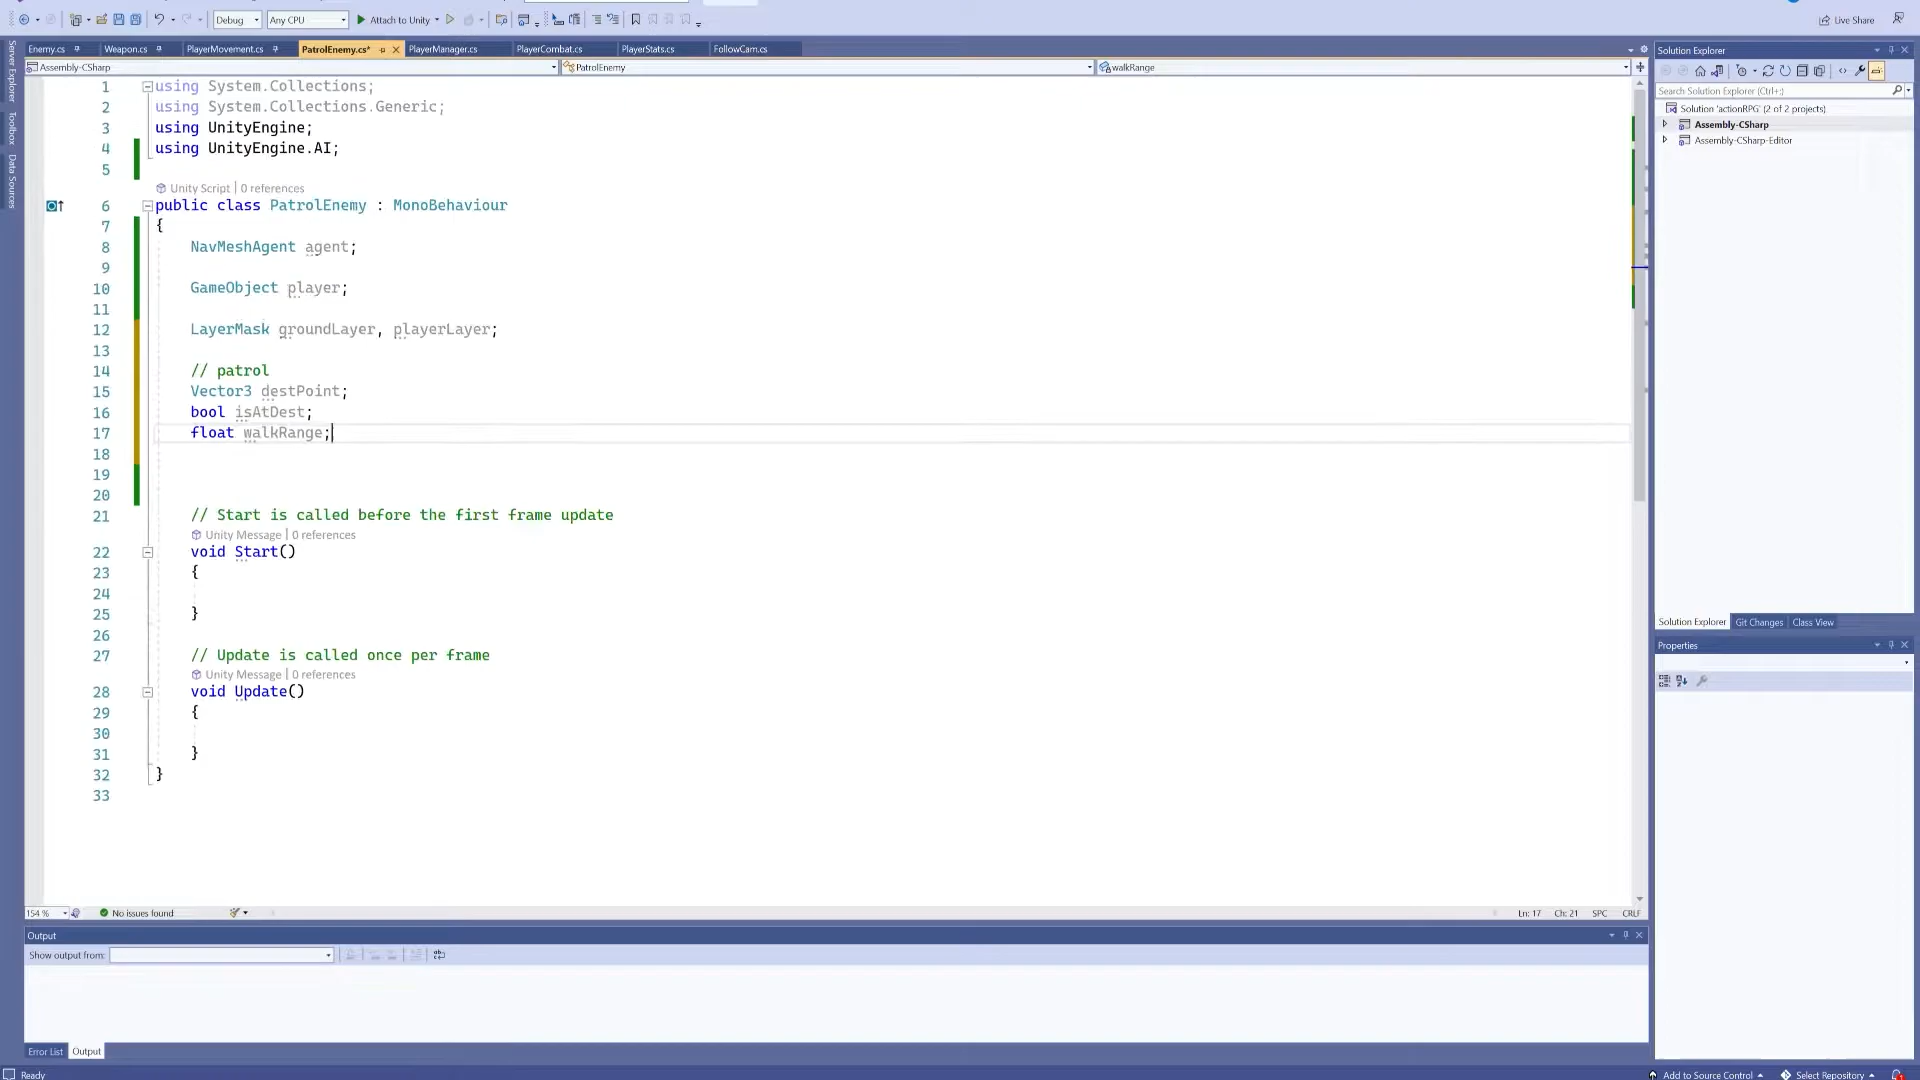 Debug
Any CPU
Attach to Unity
Live Share
Enemy.cs
Weapon.cs
PlayerMovement.cs
PatrolEnemy.cs*
PlayerManager.cs
PlayerCombat.cs
PlayerStats.cs
FollowCam.cs
Server Explorer
Toolbox
Data Sources
Assembly-CSharp
PatrolEnemy
walkRange
1 using System.Collections;
2 using System.Collections.Generic;
3 using UnityEngine;
4 using UnityEngine.AI;
5
Unity Script | 0 references
6 public class PatrolEnemy : MonoBehaviour
7 {
8 NavMeshAgent agent;
9
10 GameObject player;
11
12 LayerMask groundLayer, playerLayer;
13
14 // patrol
15 Vector3 destPoint;
16 bool isAtDest;
17 float walkRange;
18
19
20
21 // Start is called before the first frame update
Unity Message | 0 references
22 void Start()
23 {
24
25 }
26
27 // Update is called once per frame
Unity Message | 0 references
28 void Update()
29 {
30
31 }
32 }
33
154 %
No issues found
Ln: 17 Ch: 21 SPC CRLF
Output
Show output from:
Error List
Output
Ready
Solution Explorer
Search Solution Explorer (Ctrl+;)
Solution 'actionRPG' (2 of 2 projects)
Assembly-CSharp
Assembly-CSharp-Editor
Solution Explorer
Git Changes
Class View
Properties
Add to Source Control
Select Repository